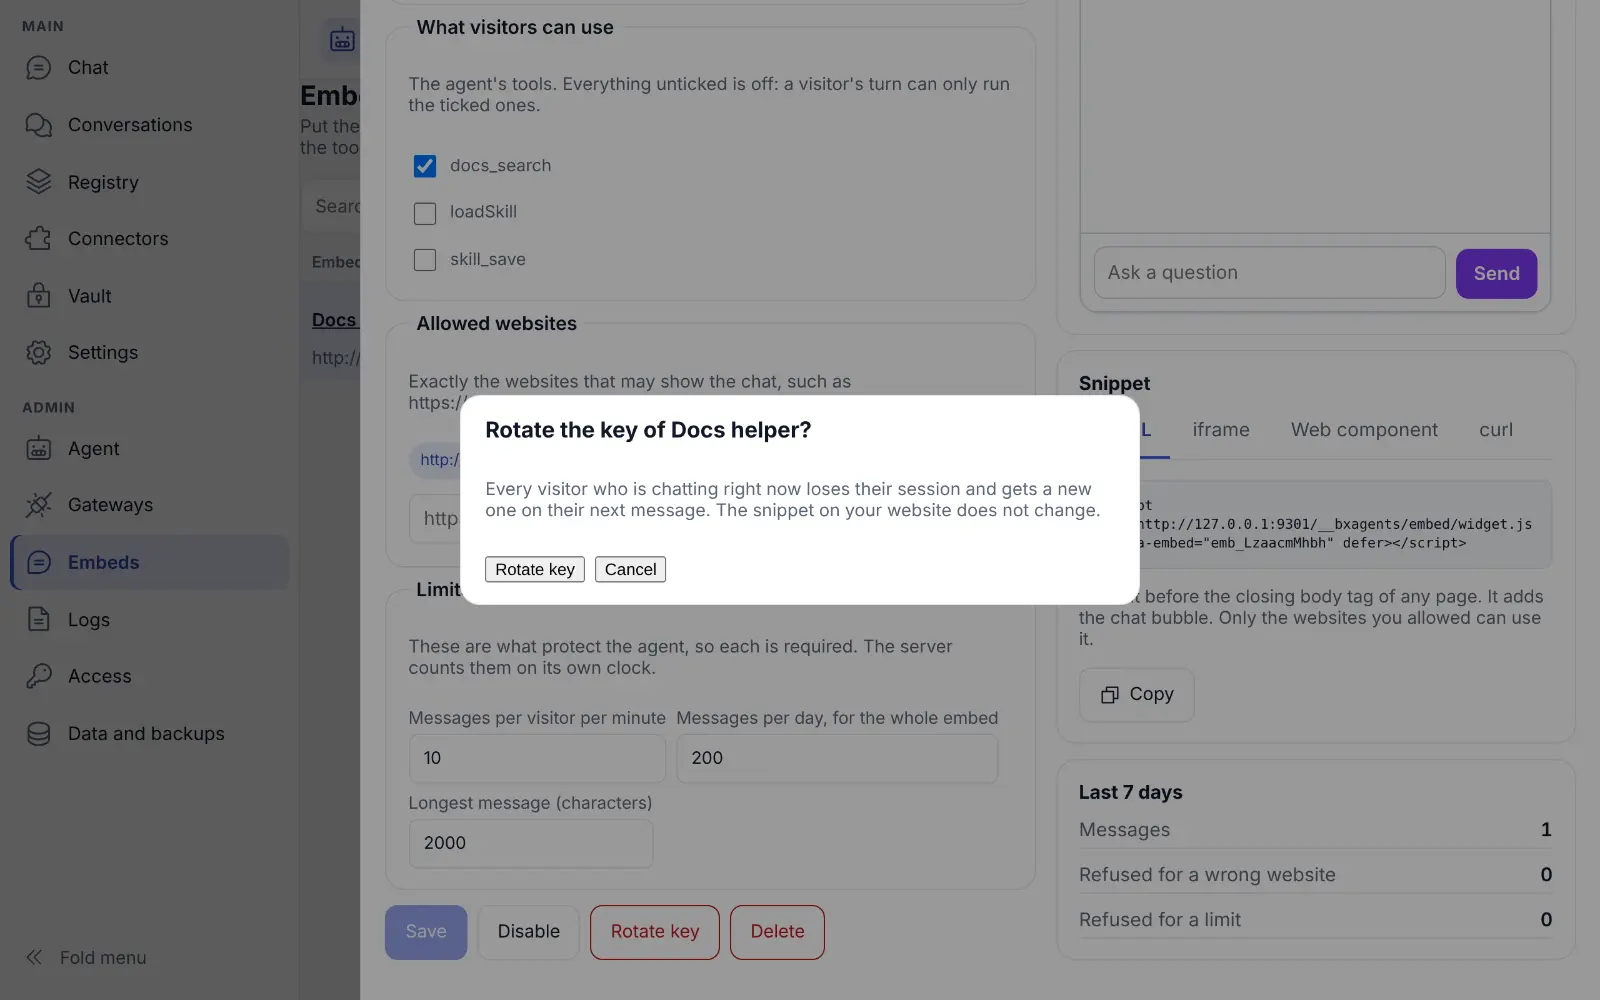 MAIN
Chat
Conversations
Registry
Connectors
Vault
Settings
ADMIN
Agent
Gateways
Embeds
Logs
Access
Data and backups
Fold menu
Put the
the
Docs
http://
What visitors can use
The agent's tools. Everything unticked is off: a visitor's turn can only run
the ticked ones.
docs_search
loadSkill
skill_save
Allowed websites
Exactly the websites that may show the chat, such as
https://
http:/
http
Rotate the key of Docs helper?
Every visitor who is chatting right now loses their session and gets a new
one on their next message. The snippet on your website does not change.
Rotate key Cancel
These are what protect the agent, so each is required. The server
counts them on its own clock.
Messages per visitor per minute Messages per day, for the whole embed
10 200
Longest message (characters)
2000
Save Disable Rotate key Delete
Ask a question Send
Snippet
L iframe Web component curl
http://127.0.0.1:9301/__bxagents/embed/widget.js
a-embed="emb_LzaacmMhbh" defer></script>
before the closing body tag of any page. It adds
the chat bubble. Only the websites you allowed can use
it.
Copy
Last 7 days
Messages 1
Refused for a wrong website 0
Refused for a limit 0